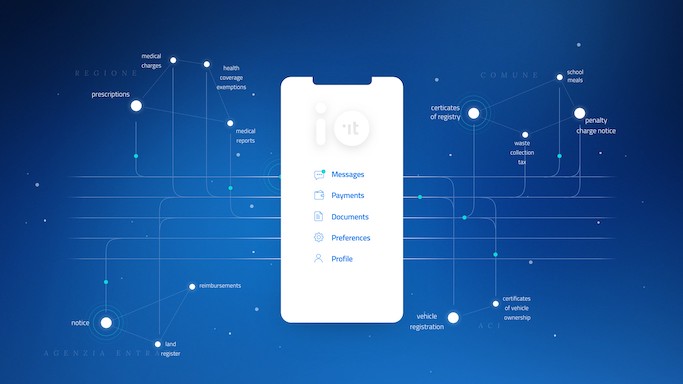 REGIONE
medical
charges
health
coverage
exemptions
prescriptions
medical
reports
io
.it
Messages
Payments
Documents
Preferences
Profile
COMUNE
school
meals
certicates
of registry
penalty
charge notice
waste
collection
tax
reimbursements
notice
land
register
AGENZIA ENTRA
vehicle
registration
certificates
of vehicle
ownership
ACI